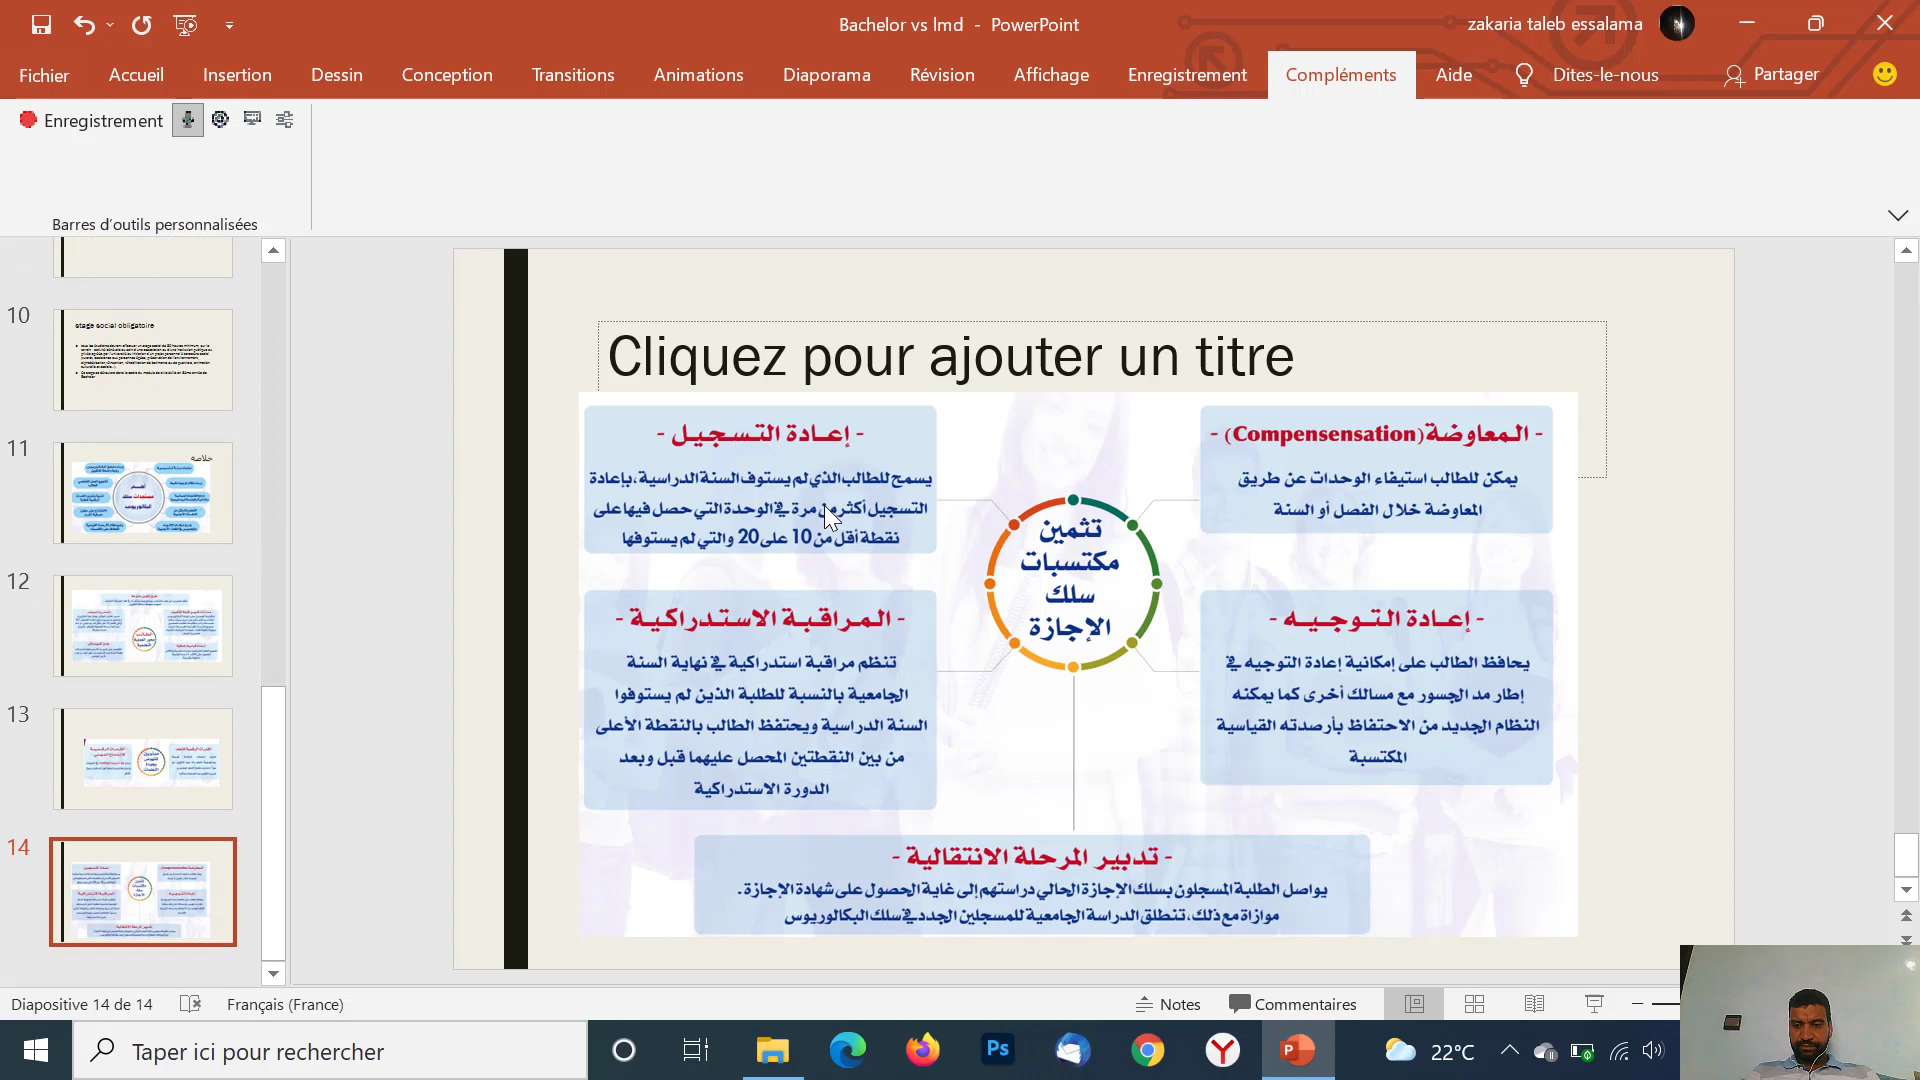 Bachelor vs lmd - PowerPoint
zakaria taleb essalama
Fichier
Accueil
Insertion
Dessin
Conception
Transitions
Animations
Diaporama
Révision
Affichage
Enregistrement
Compléments
Aide
Dites-le-nous
Partager
Enregistrement
Barres d'outils personnalisées
10
stage social obligatoire
11
خلاصة
12
13
14
Cliquez pour ajouter un titre
- المعاوضة (Compensensation) -
يمكن للطالب استيفاء الوحدات عن طريق
المعاوضة خلال الفصل أو السنة
- إعادة التسجيل -
يسمح للطالب الذي لم يستوف السنة الدراسية، بإعادة
التسجيل أكثر من مرة في الوحدة التي حصل فيها على
نقطة أقل من 10 على 20 والتي لم يستوفها
تثمين
مكتسبات
سلك
الإجازة
- إعادة التوجيه -
يحافظ الطالب على إمكانية إعادة التوجيه في
إطار مد الجسور مع مسالك أخرى كما يمكنه
النظام الجديد من الاحتفاظ بأرصدته القياسية
المكتسبة
- المراقبة الاستدراكية -
تنظم مراقبة استدراكية في نهاية السنة
الجامعية بالنسبة للطلبة الذين لم يستوفوا
السنة الدراسية ويحتفظ الطالب بالنقطة الأعلى
من بين النقطتين المحصل عليهما قبل وبعد
الدورة الاستدراكية
- تدبير المرحلة الانتقالية -
يواصل الطلبة المسجلون بسلك الإجازة الحالي دراستهم إلى غاية الحصول على شهادة الإجازة.
موازاة مع ذلك، تنطلق الدراسة الجامعية للمسجلين الجدد في سلك البكالوريوس
Diapositive 14 de 14
Français (France)
Notes
Commentaires
Taper ici pour rechercher
Ps
22°C